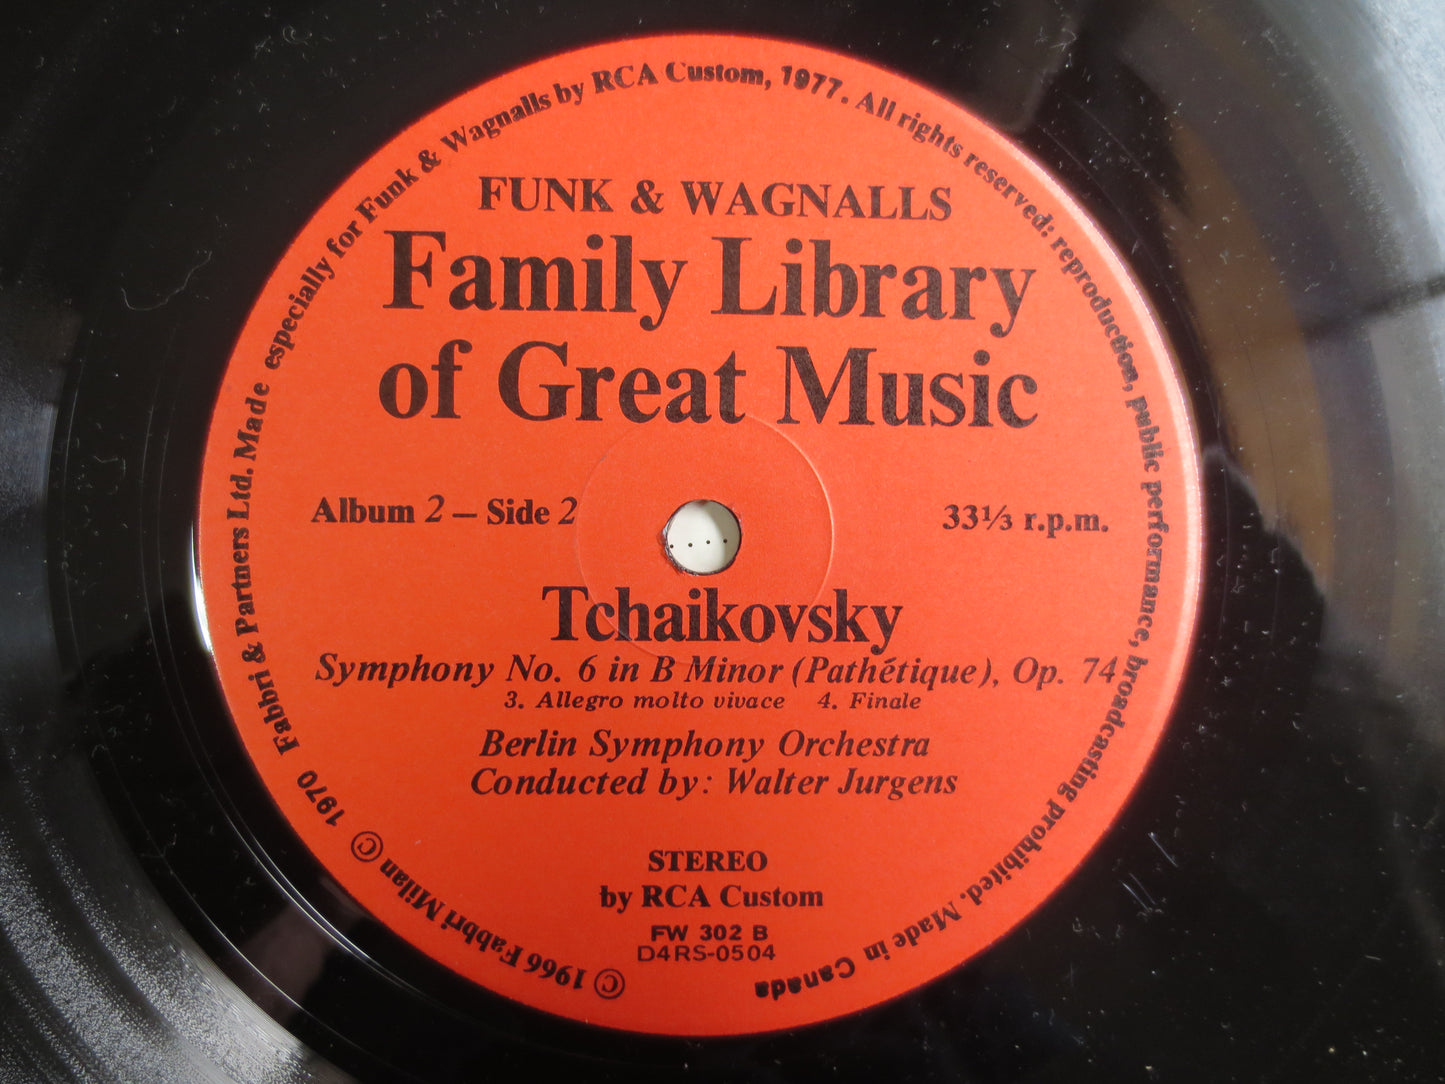 © 1966 Fabbri Milan © 1970 Fabbri & Partners Ltd. Made especially for Funk & Wagnalls by RCA Custom, 1977. All rights reserved: reproduction, public performance, broadcasting prohibited. Made in Canada
FUNK & WAGNALLS
Family Library
of Great Music
Album 2 – Side 2
33⅓ r.p.m.
Tchaikovsky
Symphony No. 6 in B Minor (Pathétique), Op. 74
3. Allegro molto vivace 4. Finale
Berlin Symphony Orchestra
Conducted by: Walter Jurgens
STEREO
by RCA Custom
FW 302 B
D4RS-0504